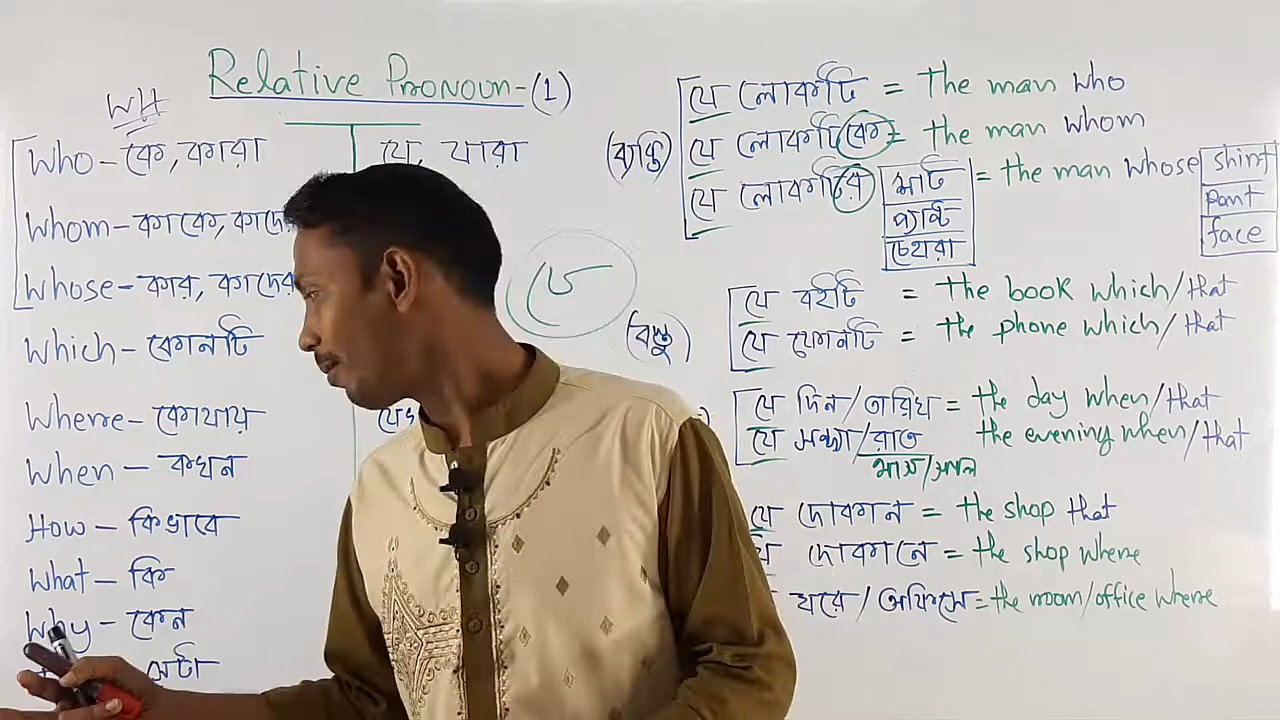 Relative Pronoun-(1)
WH
Who - কে, কারা
যে, যারা
Whom - কাকে,
Whose - কার, কাদের
Which - কোনটি
Where - কোথায়
When - কখন
How - কিভাবে
What - কি
Why - কেন
সেটা
যে
(ব্যক্তি)
যে লোকটি = The man who
যে লোকটিকে = the man whom
যে লোকটির শার্ট = the man whose shirt
প্যান্ট pant
চেহারা face
(বস্তু)
যে বইটি = the book which/that
যে ফোনটি = the phone which/that
যে দিন/তারিখ = the day when/that
যে সন্ধ্যা/রাতে the evening when/that
মাস/সাল
যে দোকান = the shop that
দোকানে = the shop where
ঘরে / অফিসে = the room/office where